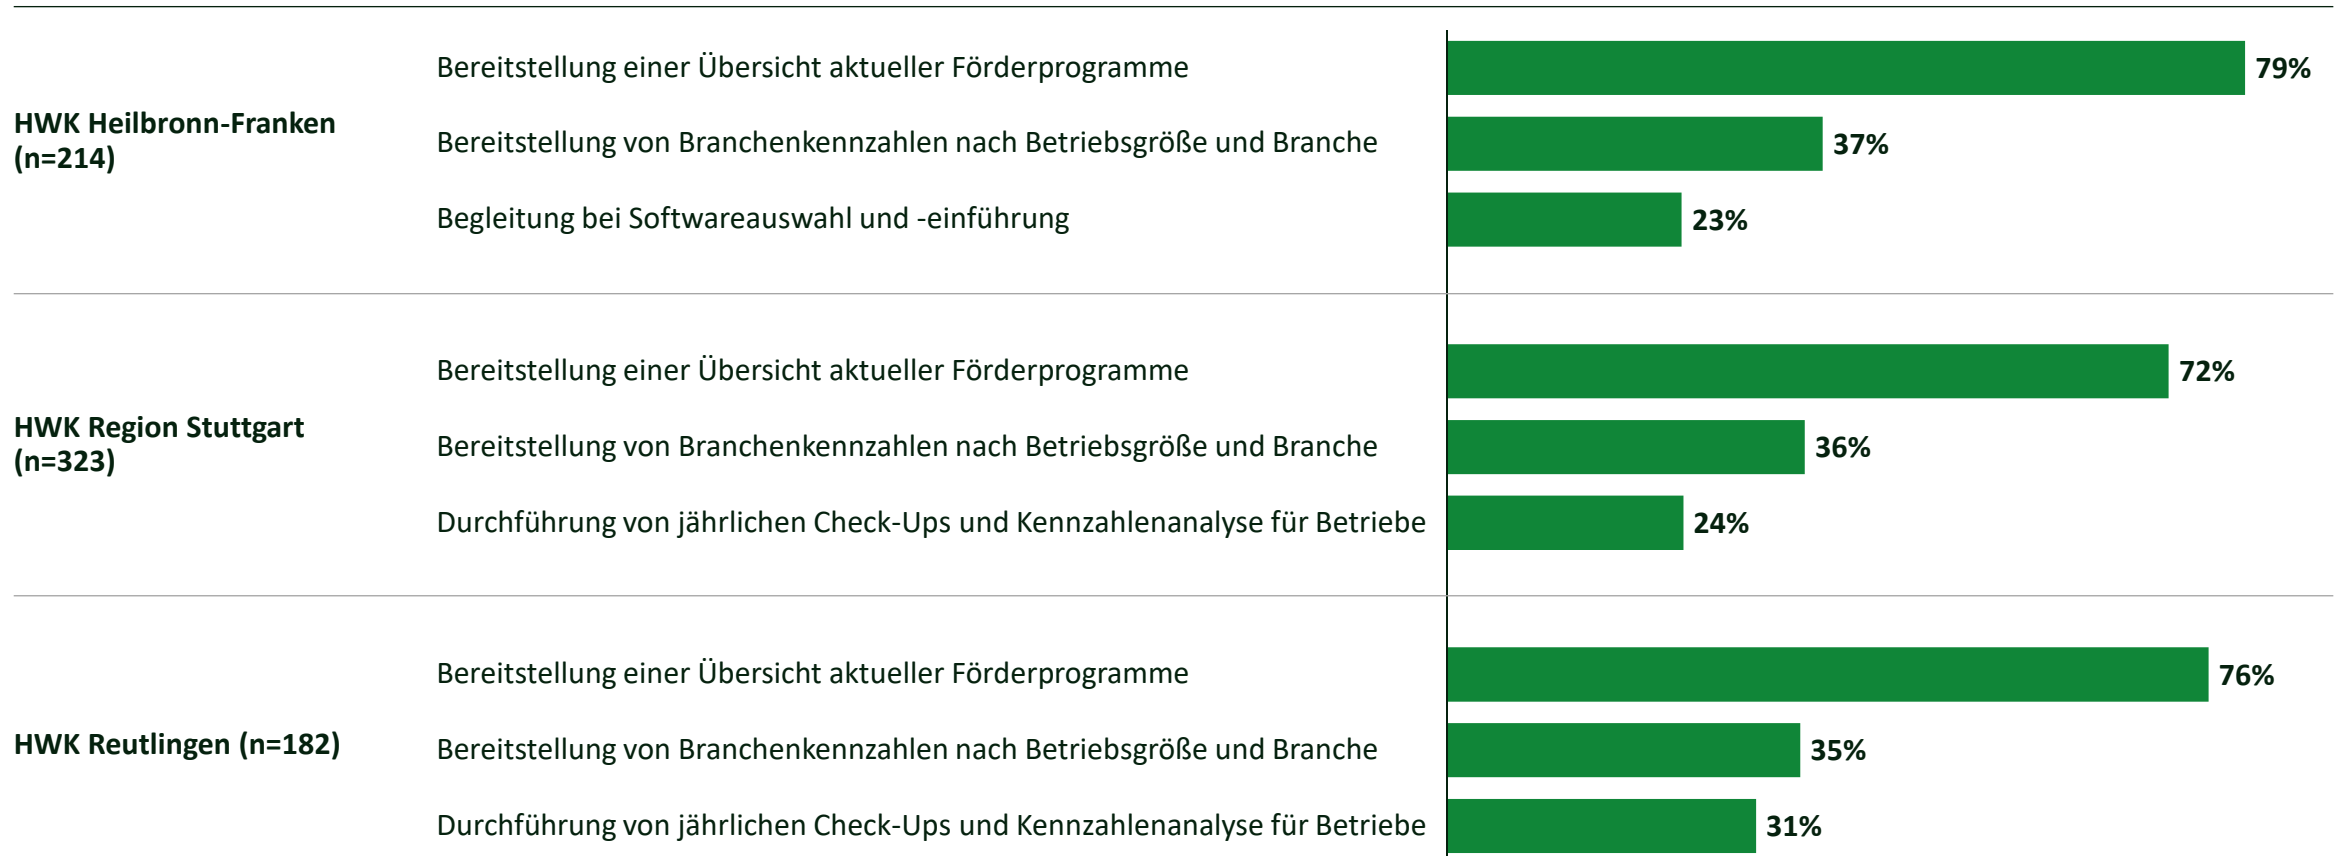 Bereitstellung einer Übersicht aktueller Förderprogramme 79%
HWK Heilbronn-Franken
(n=214)
Bereitstellung von Branchenkennzahlen nach Betriebsgröße und Branche 37%
Begleitung bei Softwareauswahl und -einführung 23%
Bereitstellung einer Übersicht aktueller Förderprogramme 72%
HWK Region Stuttgart
(n=323)
Bereitstellung von Branchenkennzahlen nach Betriebsgröße und Branche 36%
Durchführung von jährlichen Check-Ups und Kennzahlenanalyse für Betriebe 24%
Bereitstellung einer Übersicht aktueller Förderprogramme 76%
HWK Reutlingen (n=182)
Bereitstellung von Branchenkennzahlen nach Betriebsgröße und Branche 35%
Durchführung von jährlichen Check-Ups und Kennzahlenanalyse für Betriebe 31%